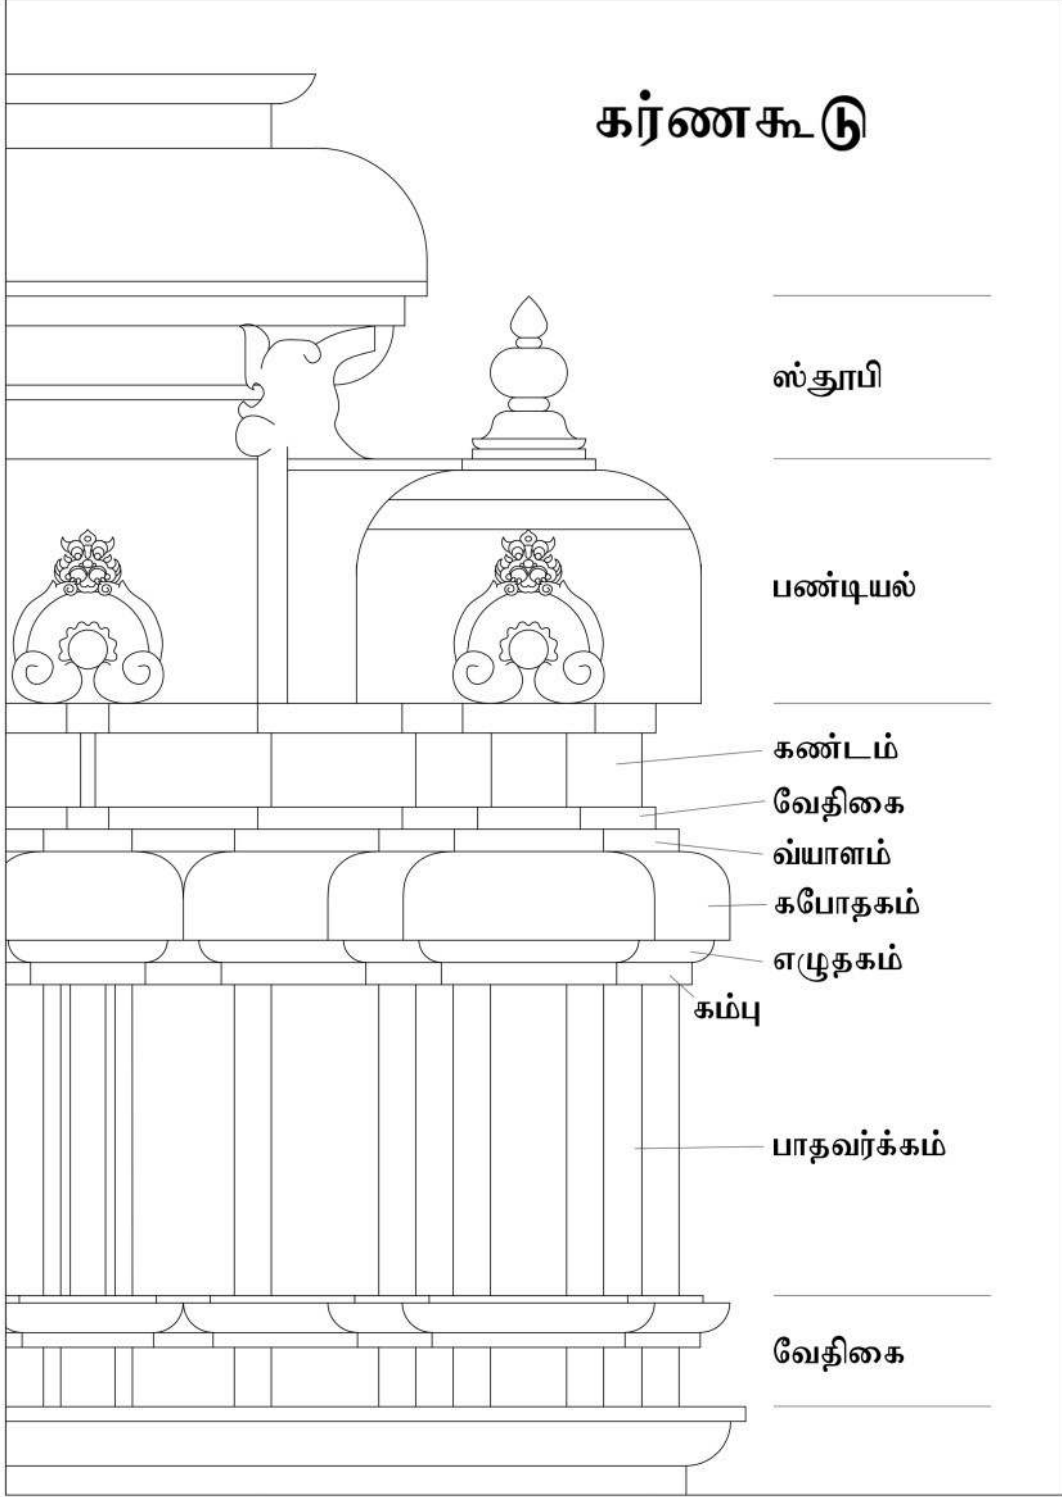 கர்ணகூடு
ஸ்தூபி
பண்டியல்
கண்டம்
வேதிகை
வ்யாளம்
கபோதகம்
எழுதகம்
கம்பு
பாதவர்க்கம்
வேதிகை